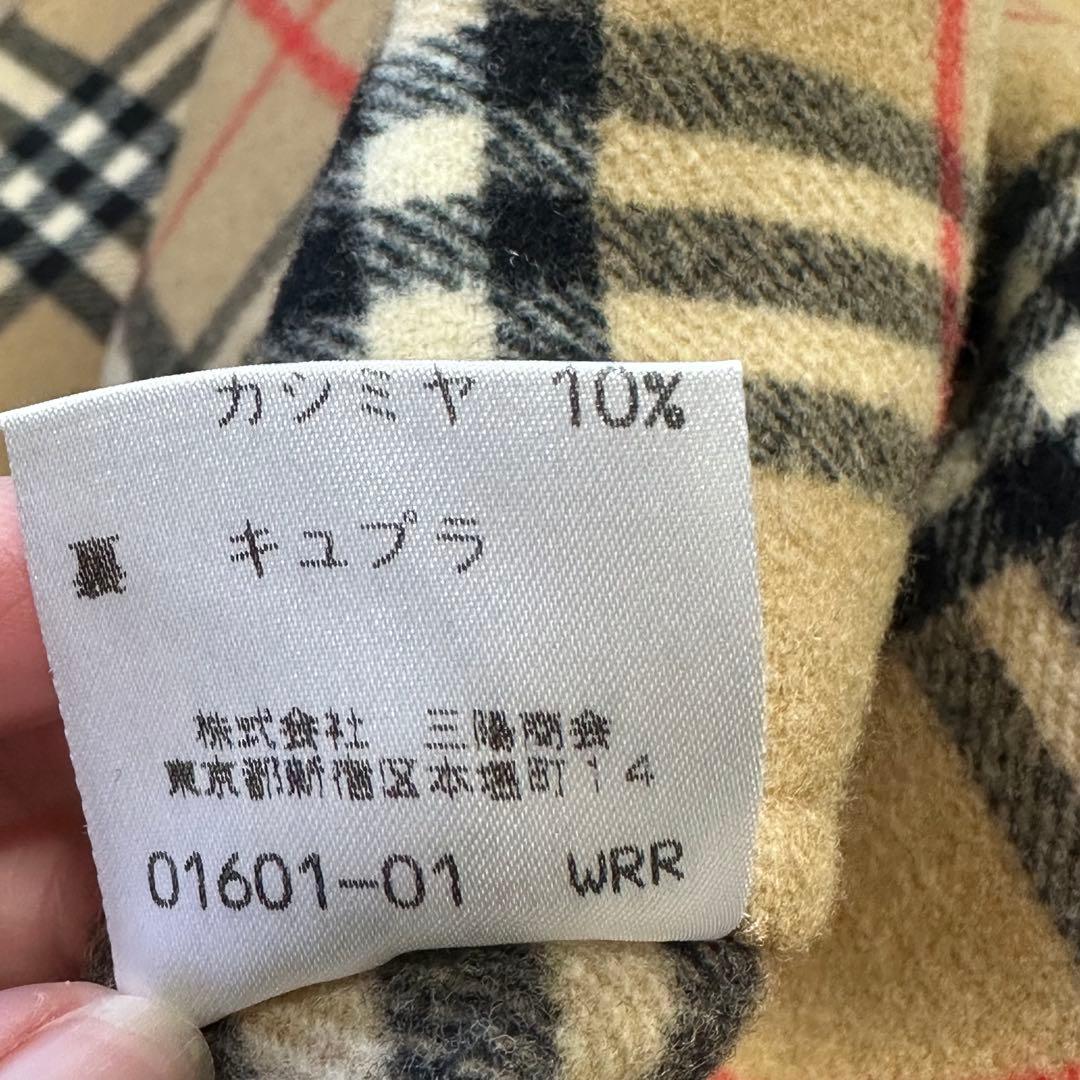 カシミヤ 10%
裏 キュプラ
株式会社 三陽商会
東京都新宿区本塩町14
01601-01 WRR